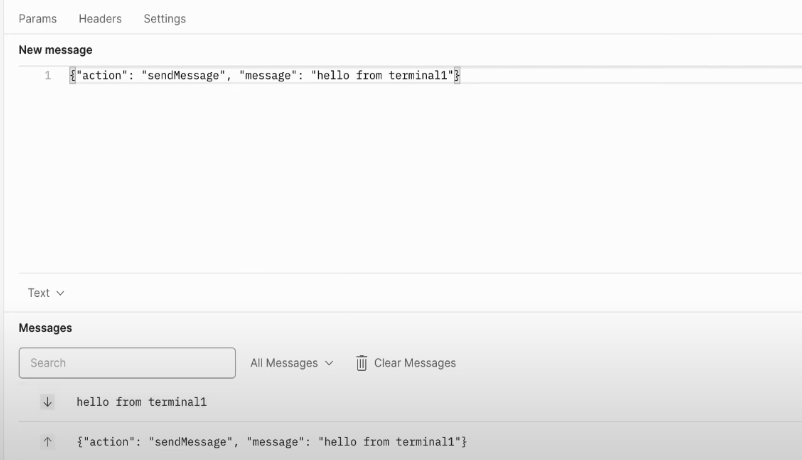 Params Headers Settings
New message
1 {"action": "sendMessage", "message": "hello from terminal1"}
Text
Messages
Search All Messages Clear Messages
hello from terminal1
{"action": "sendMessage", "message": "hello from terminal1"}